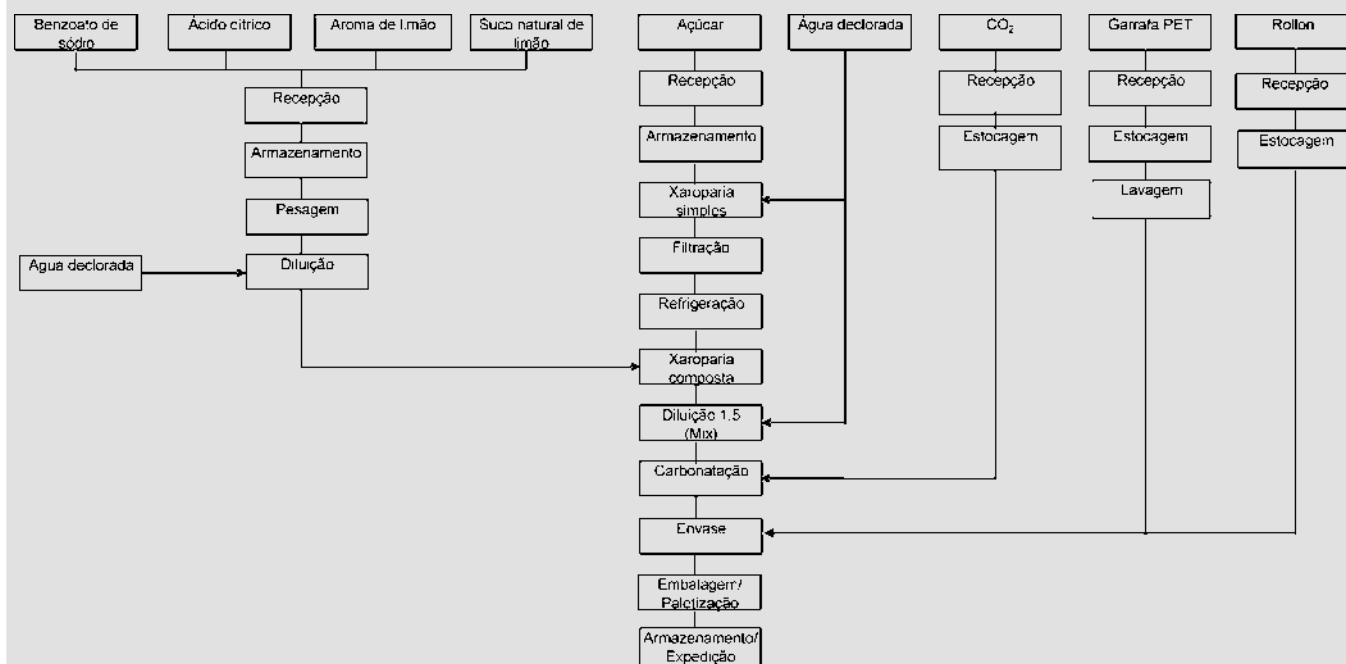 Benzoato de
sódro
Ácido cítrico
Aroma de Limão
Suco natural de
limão
Açúcar
Água declorada
CO₂
Garrafa PET
Rollon
Recepção
Armazenamento
Pesagem
Agua declorada
Diluição
Recepção
Armazenamento
Xaroparia
simples
Filtração
Refrigeração
Xaroparia
composta
Diluição 1.5
(Mix)
Carbonatação
Envase
Embalagem/
Paletização
Armazenamento/
Expedição
Recepção
Estocagem
Recepção
Estocagem
Lavagem
Recepção
Estocagem